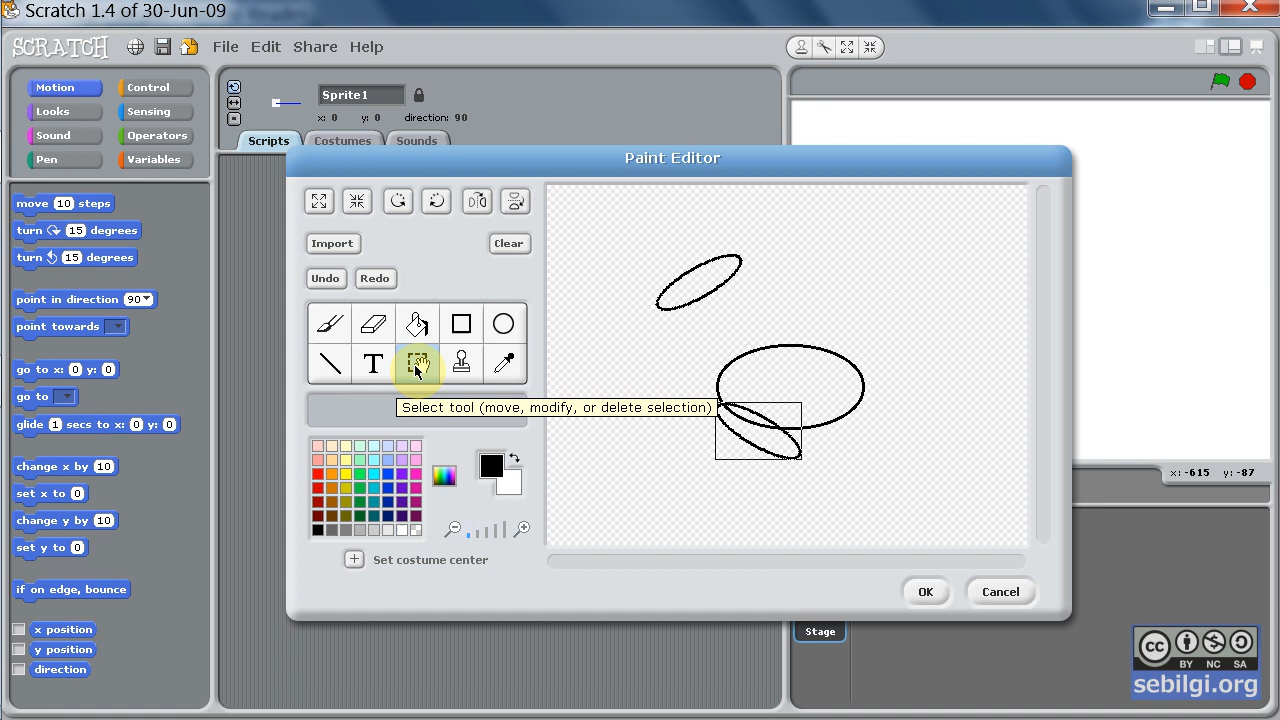 Scratch 1.4 of 30-Jun-09
SCRATCH File Edit Share Help
Motion Control
Looks Sensing
Sound Operators
Pen Variables
Sprite1
x: 0 y: 0 direction: 90
Scripts Costumes Sounds
move 10 steps
turn 15 degrees
turn 15 degrees
point in direction 90
point towards
go to x: 0 y: 0
go to
glide 1 secs to x: 0 y: 0
change x by 10
set x to 0
change y by 10
set y to 0
if on edge, bounce
x position
y position
direction
Paint Editor
Import Clear
Undo Redo
T
Select tool (move, modify, or delete selection)
Set costume center
OK Cancel
x: -615 y: -87
Stage
CC BY NC SA
sebilgi.org